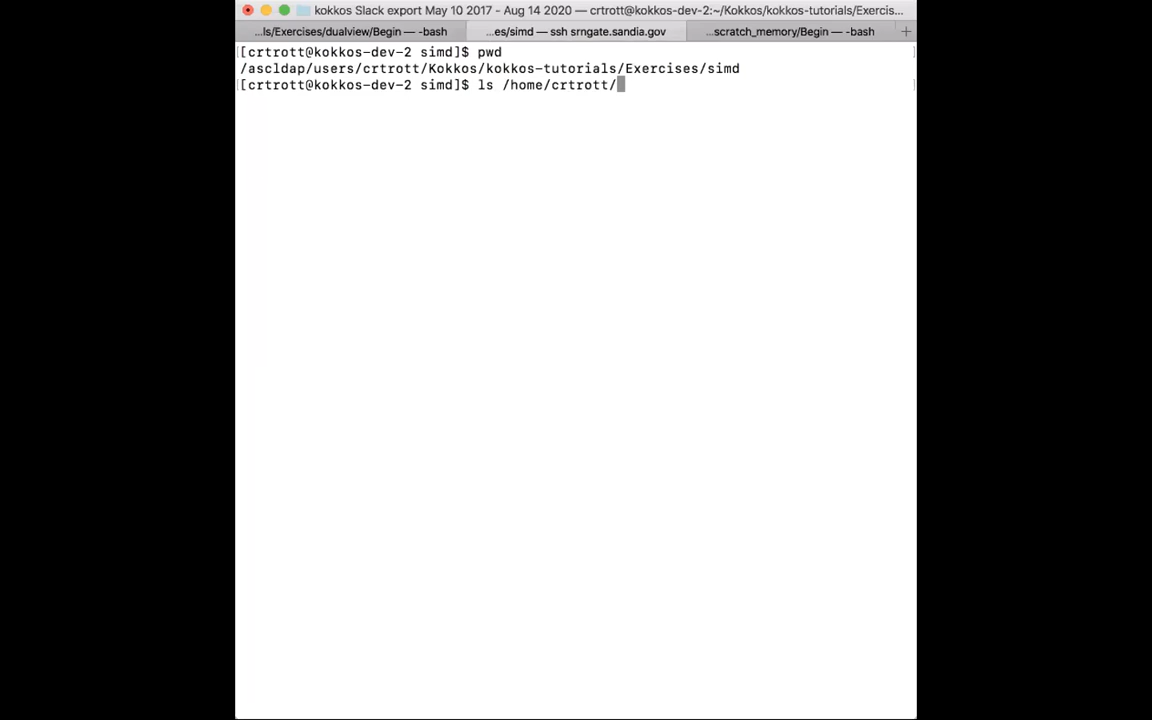 kokkos Slack export May 10 2017 - Aug 14 2020 — crtrott@kokkos-dev-2:~/Kokkos/kokkos-tutorials/Exercis...
...ls/Exercises/dualview/Begin — -bash
...es/simd — ssh srngate.sandia.gov
...scratch_memory/Begin — -bash
+
[crtrott@kokkos-dev-2 simd]$ pwd
/ascldap/users/crtrott/Kokkos/kokkos-tutorials/Exercises/simd
[crtrott@kokkos-dev-2 simd]$ ls /home/crtrott/